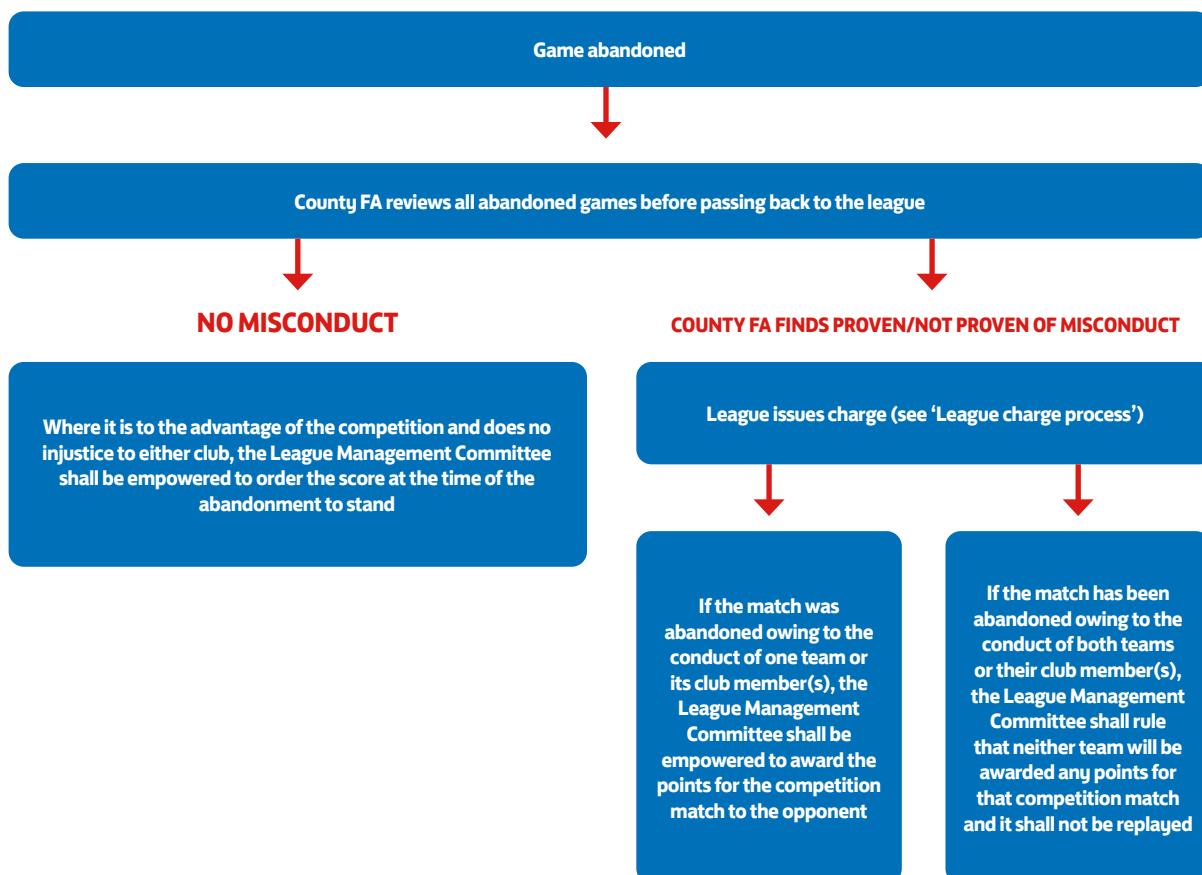 Game abandoned
County FA reviews all abandoned games before passing back to the league
NO MISCONDUCT
Where it is to the advantage of the competition and does no
injustice to either club, the League Management Committee
shall be empowered to order the score at the time of the
abandonment to stand
COUNTY FA FINDS PROVEN/NOT PROVEN OF MISCONDUCT
League issues charge (see ‘League charge process’)
If the match was
abandoned owing to the
conduct of one team or
its club member(s), the
League Management
Committee shall be
empowered to award the
points for the competition
match to the opponent
If the match has been
abandoned owing to the
conduct of both teams
or their club member(s),
the League Management
Committee shall rule
that neither team will be
awarded any points for
that competition match
and it shall not be replayed